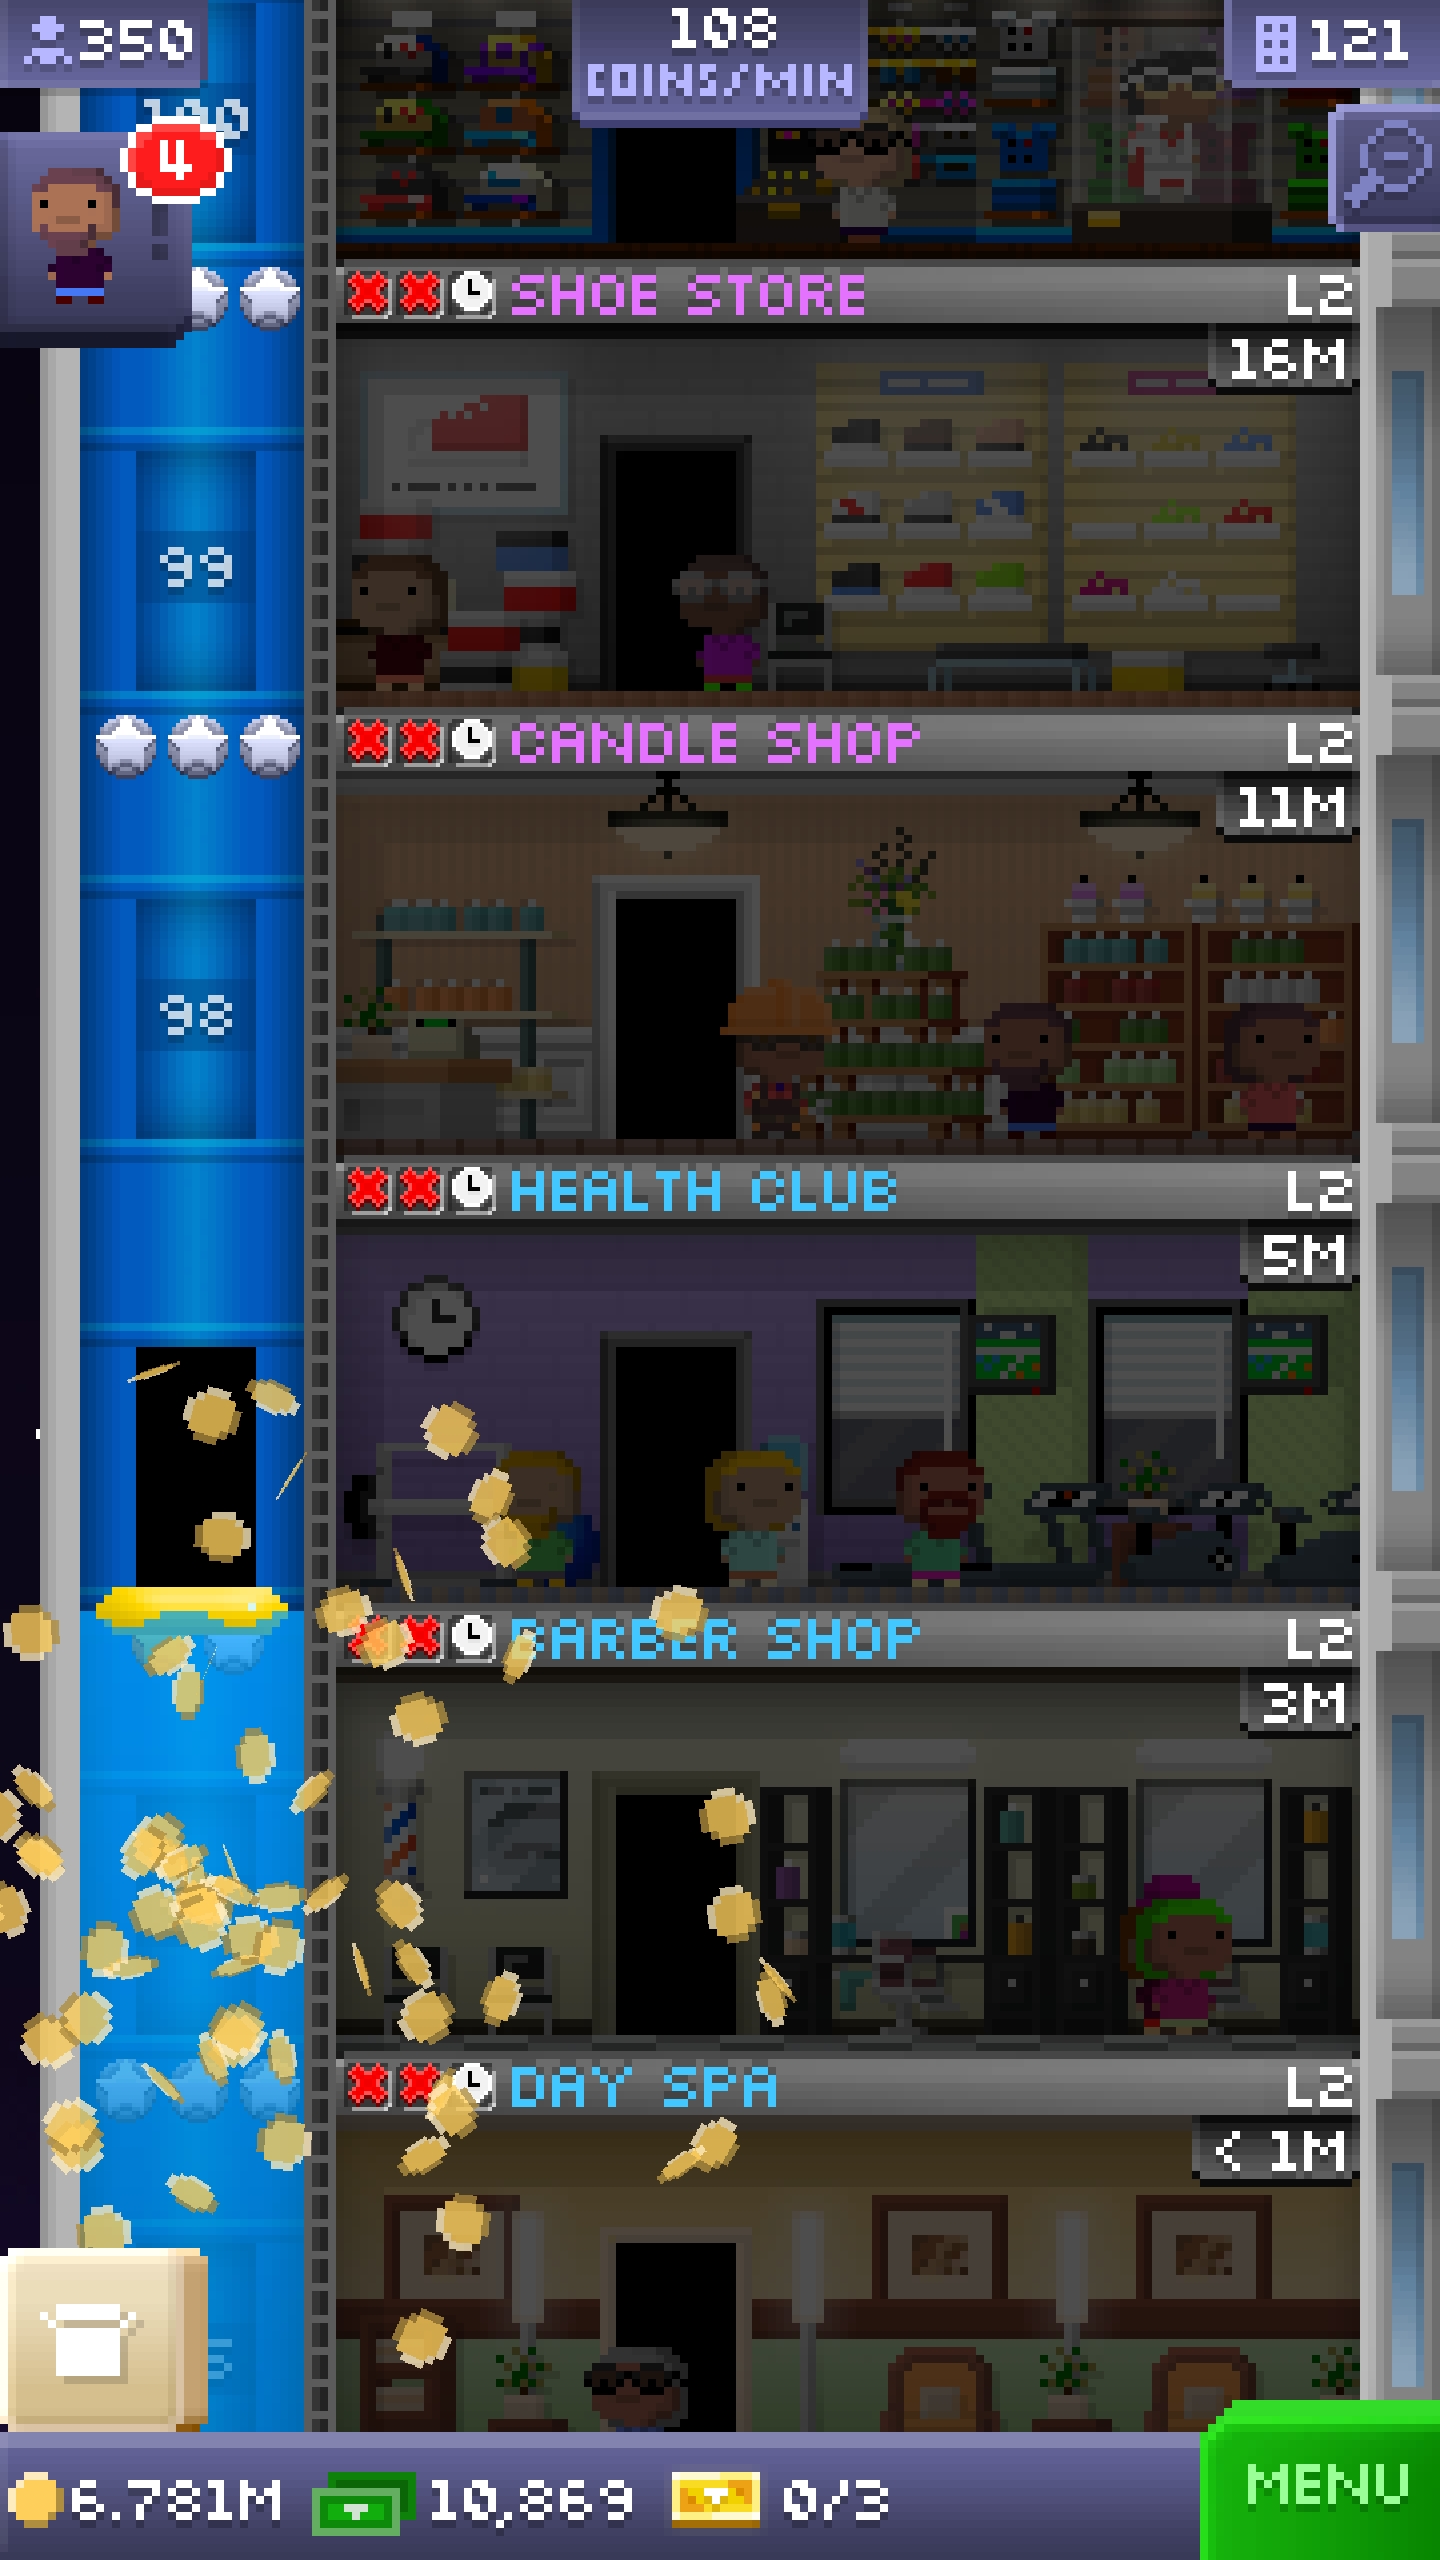 350
108
COINS/MIN
121
100
4
SHOE STORE
L2
16M
99
CANDLE SHOP
L2
11M
98
HEALTH CLUB
L2
5M
BARBER SHOP
L2
3M
DAY SPA
L2
< 1M
6.781M
10,869
0/3
MENU